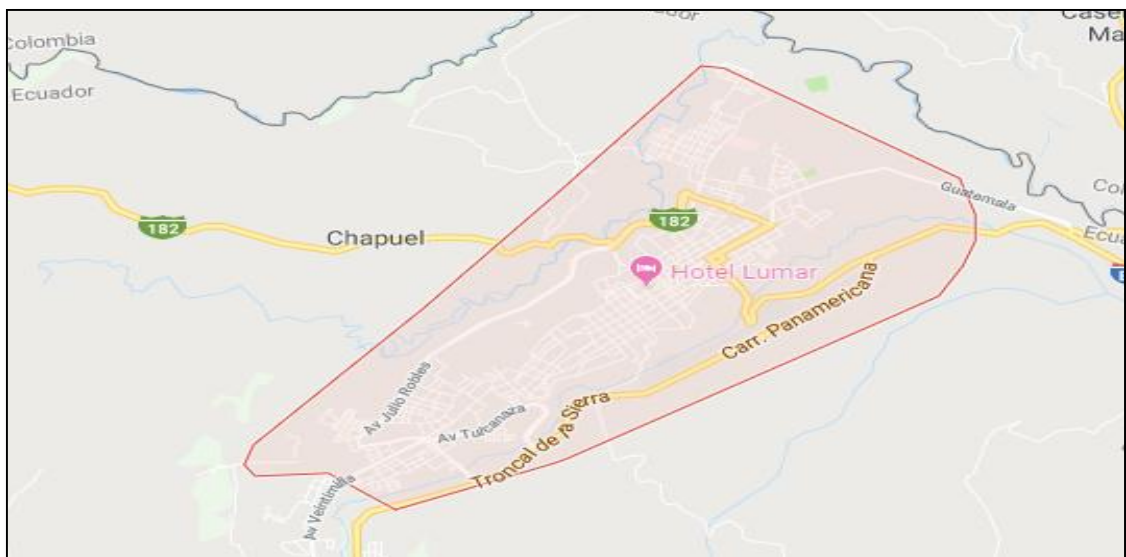 Colombia
Ecuador
Chapuel
182
182
Hotel Lumar
Guatemala
Carr. Panamericana
Av Julio Robles
Av Tulcanaza
Troncal de la Sierra
Av Veintimilla